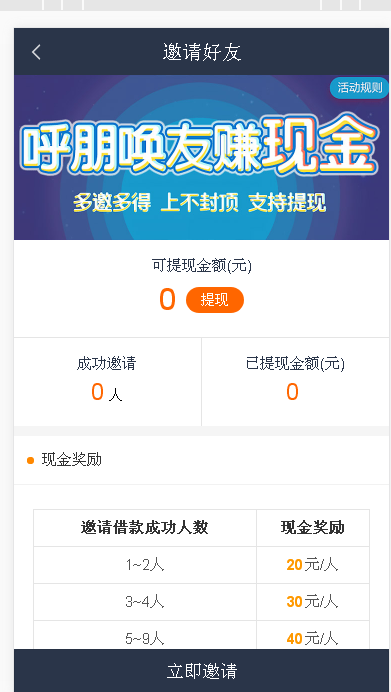 邀请好友
活动规则
呼朋唤友赚现金
多邀多得 上不封顶 支持提现
可提现金额(元)
0 提现
成功邀请 已提现金额(元)
0 人 0
现金奖励
邀请借款成功人数 现金奖励
1~2人 20元/人
3~4人 30元/人
5~9人 40元/人
立即邀请